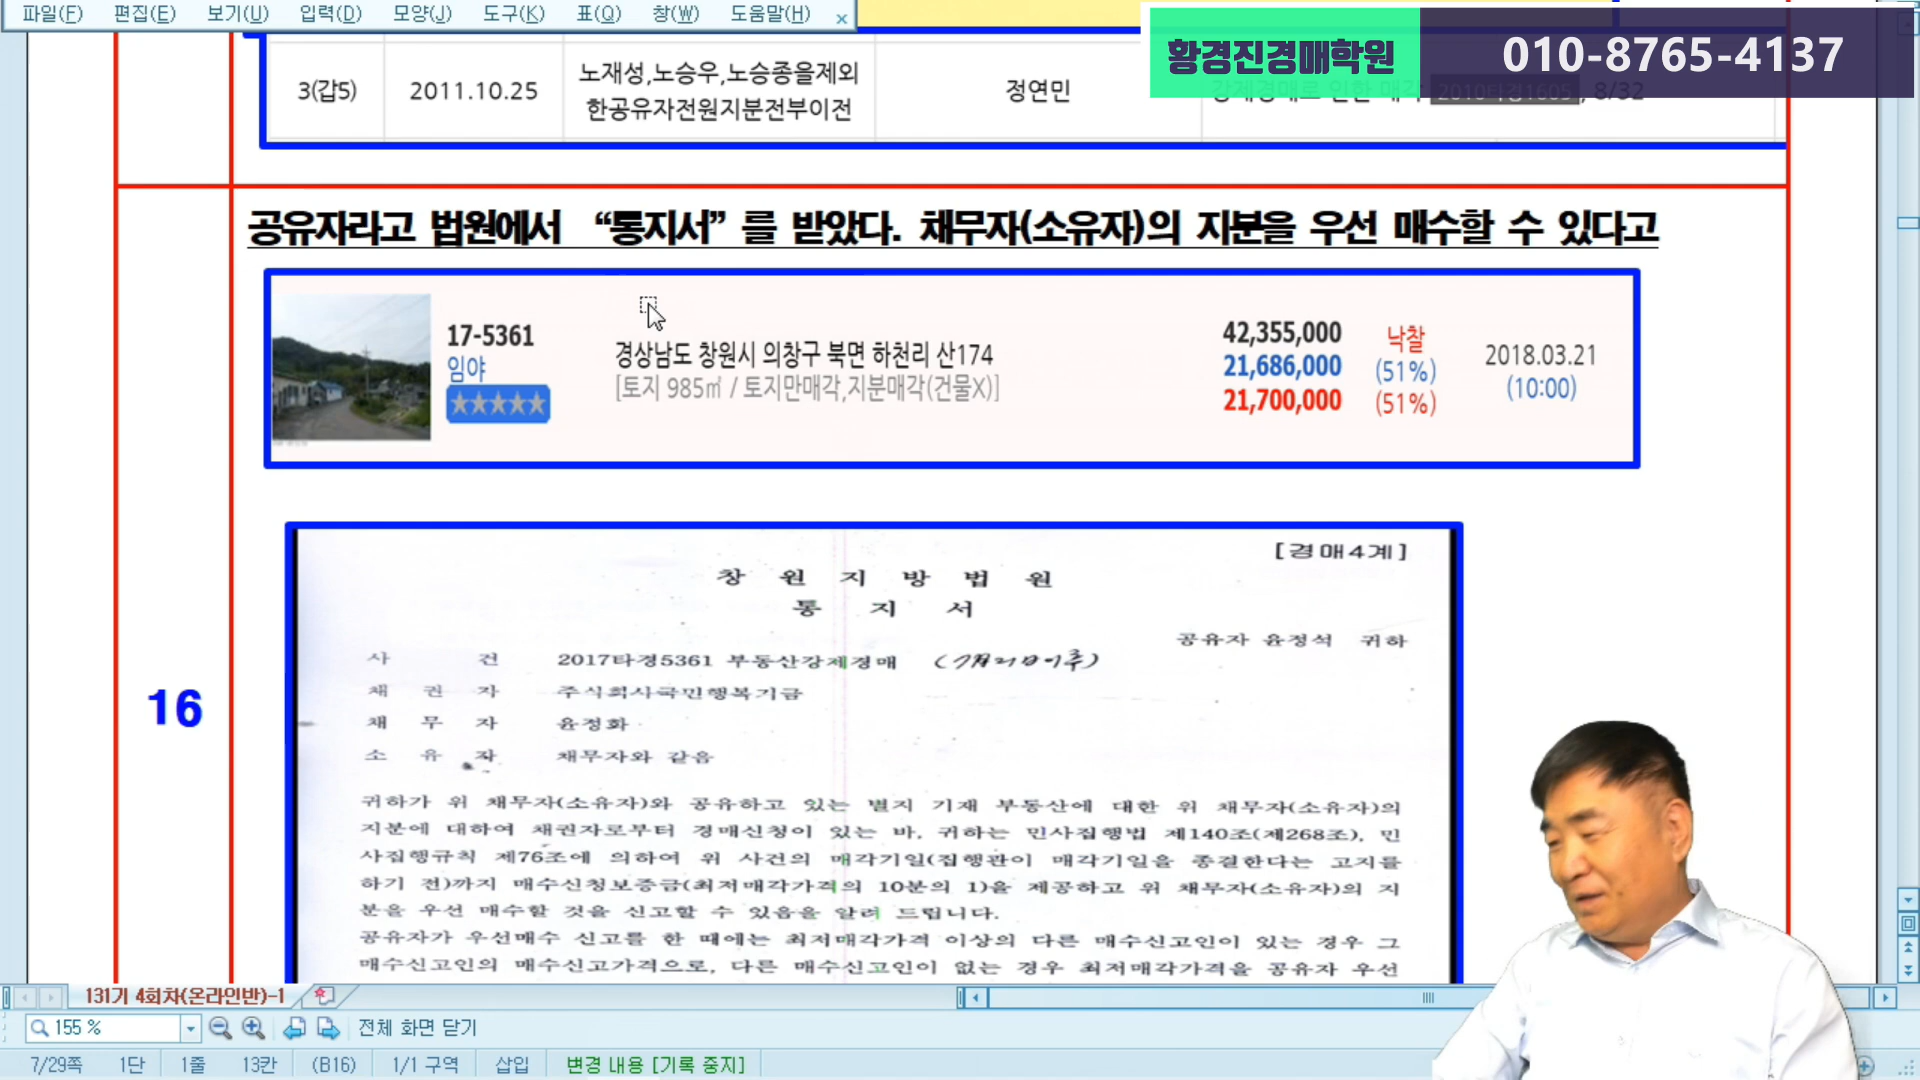 파일(F) 편집(E) 보기(U) 입력(D) 모양(J) 도구(K) 표(Q) 창(W) 도움말(H)
황경진경매학원 010-8765-4137
3(갑5) 2011.10.25 노재성,노승우,노승종을제외 정연민 강제경매로 인한 매각 2010타경1605, 8/32
한공유자전원지분전부이전
공유자라고 법원에서 “통지서” 를 받았다. 채무자(소유자)의 지분을 우선 매수할 수 있다고
17-5361
임야
★★★★★
경상남도 창원시 의창구 북면 하천리 산174
[토지 985㎡ / 토지만매각,지분매각(건물X)]
42,355,000 낙찰
21,686,000 (51%)
21,700,000 (51%)
2018.03.21
(10:00)
16
[경매4계]
창 원 지 방 법 원
통 지 서
공유자 윤정석 귀하
사 건 2017타경5361 부동산강제경매
채 권 자 주식회사국민행복기금
채 무 자 윤정화
소 유 자 채무자와 같음
귀하가 위 채무자(소유자)와 공유하고 있는 별지 기재 부동산에 대한 위 채무자(소유자)의
지분에 대하여 채권자로부터 경매신청이 있는 바, 귀하는 민사집행법 제140조(제268조), 민
사집행규칙 제76조에 의하여 위 사건의 매각기일(집행관이 매각기일을 종결한다는 고지를
하기 전)까지 매수신청보증금(최저매각가격의 10분의 1)을 제공하고 위 채무자(소유자)의 지
분을 우선 매수할 것을 신고할 수 있음을 알려 드립니다.
공유자가 우선매수 신고를 한 때에는 최저매각가격 이상의 다른 매수신고인이 있는 경우 그
매수신고인의 매수신고가격으로, 다른 매수신고인이 없는 경우 최저매각가격을 공유자 우선
131기 4회차(온라인반)-1
155 % 전체 화면 닫기
7/29쪽 1단 1줄 13칸 (B16) 1/1 구역 삽입 변경 내용 [기록 중지]